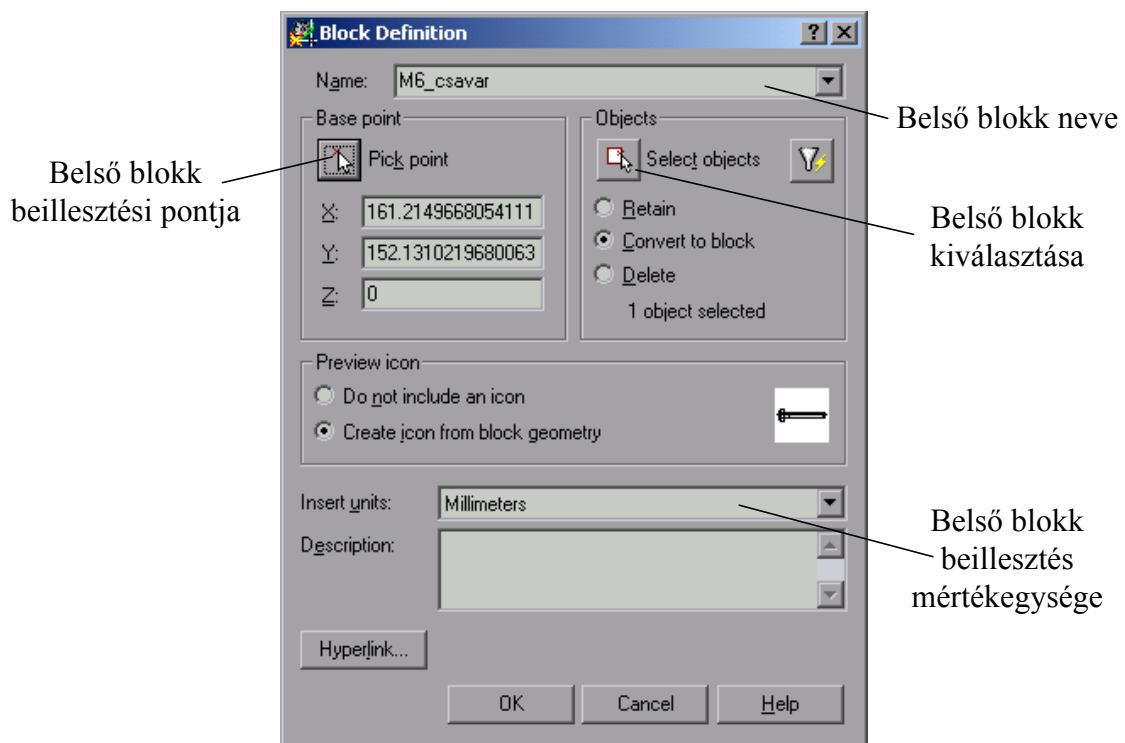 Block Definition
Name: M6_csavar
Belső blokk neve
Base point
Pick point
Belső blokk
beillesztési pontja
X: 161.2149668054111
Y: 152.1310219680063
Z: 0
Objects
Select objects
Retain
Convert to block
Delete
1 object selected
Belső blokk
kiválasztása
Preview icon
Do not include an icon
Create icon from block geometry
Insert units: Millimeters
Description:
Belső blokk
beillesztés
mértékegysége
Hyperlink...
OK Cancel Help